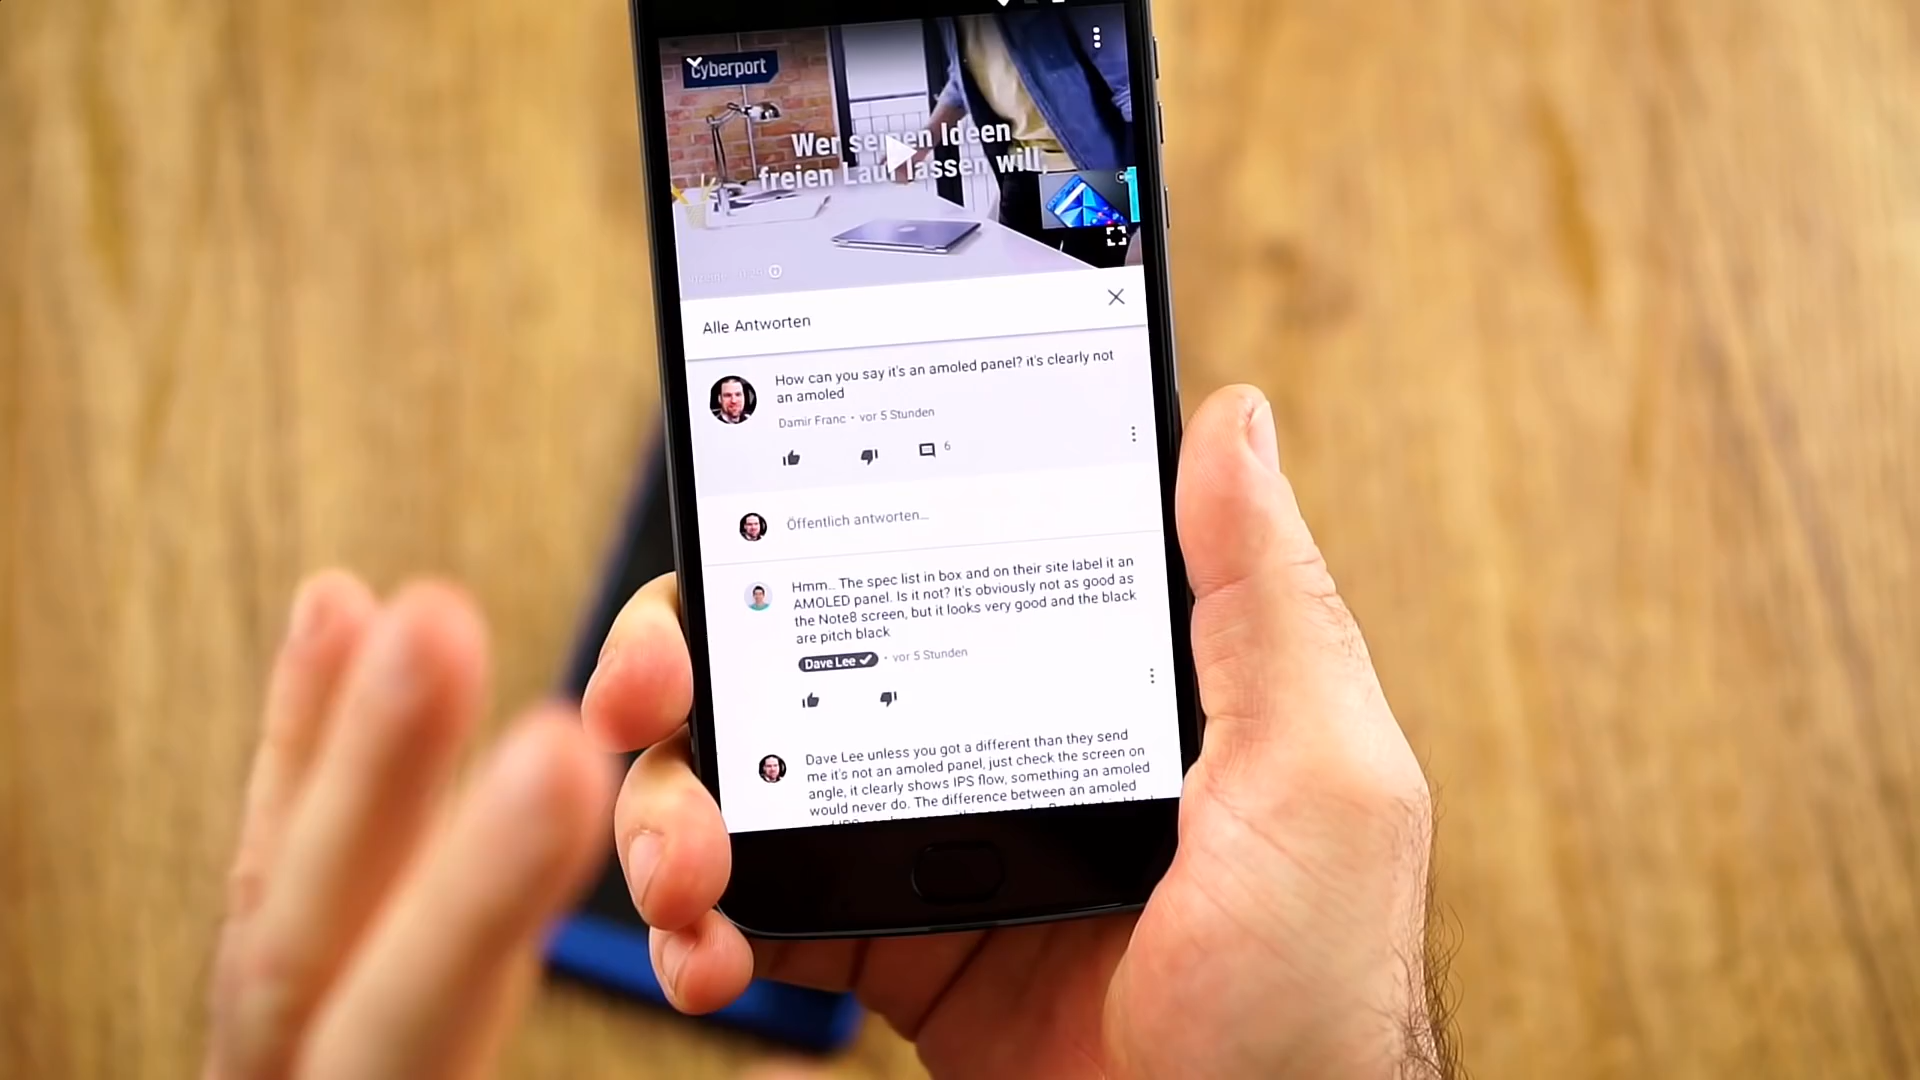 Cyberport
Wer seinen Ideen
freien Lauf lassen will,
Alle Antworten
How can you say it's an amoled panel? it's clearly not
an amoled
Damir Franc • vor 5 Stunden
6
Öffentlich antworten...
Hmm.. The spec list in box and on their site label it an
AMOLED panel. Is it not? It's obviously not as good as
the Note8 screen, but it looks very good and the black
are pitch black
Dave Lee • vor 5 Stunden
Dave Lee unless you got a different than they send
me it's not an amoled panel, just check the screen on
angle, it clearly shows IPS flow, something an amoled
would never do. The difference between an amoled